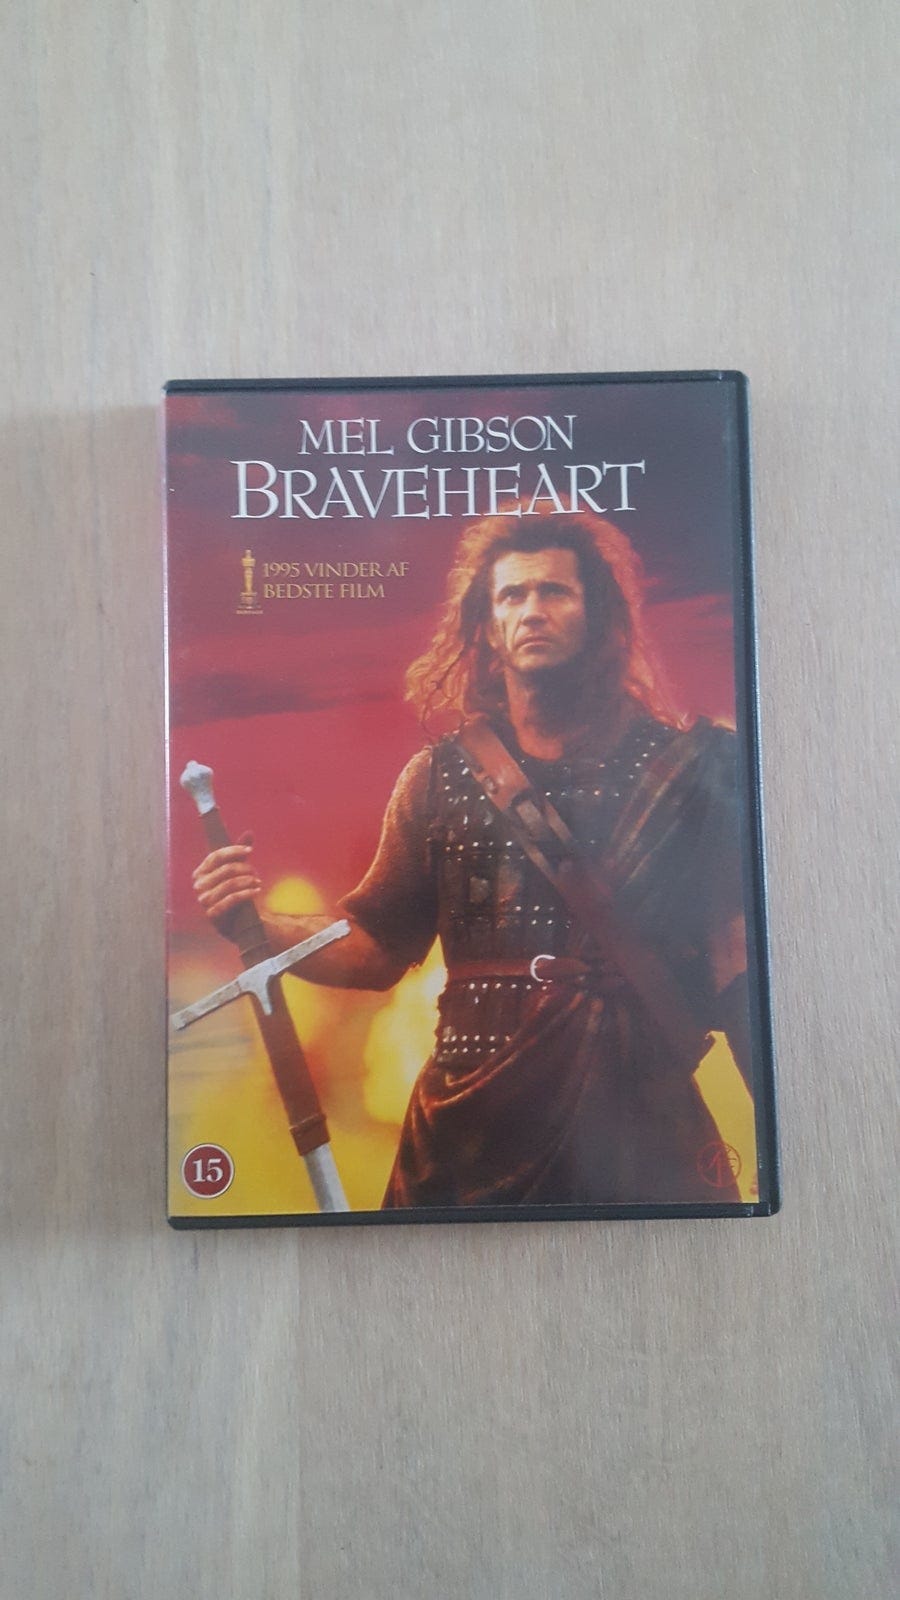 MEL GIBSON
BRAVEHEART
1995 VINDER AF
BEDSTE FILM
15